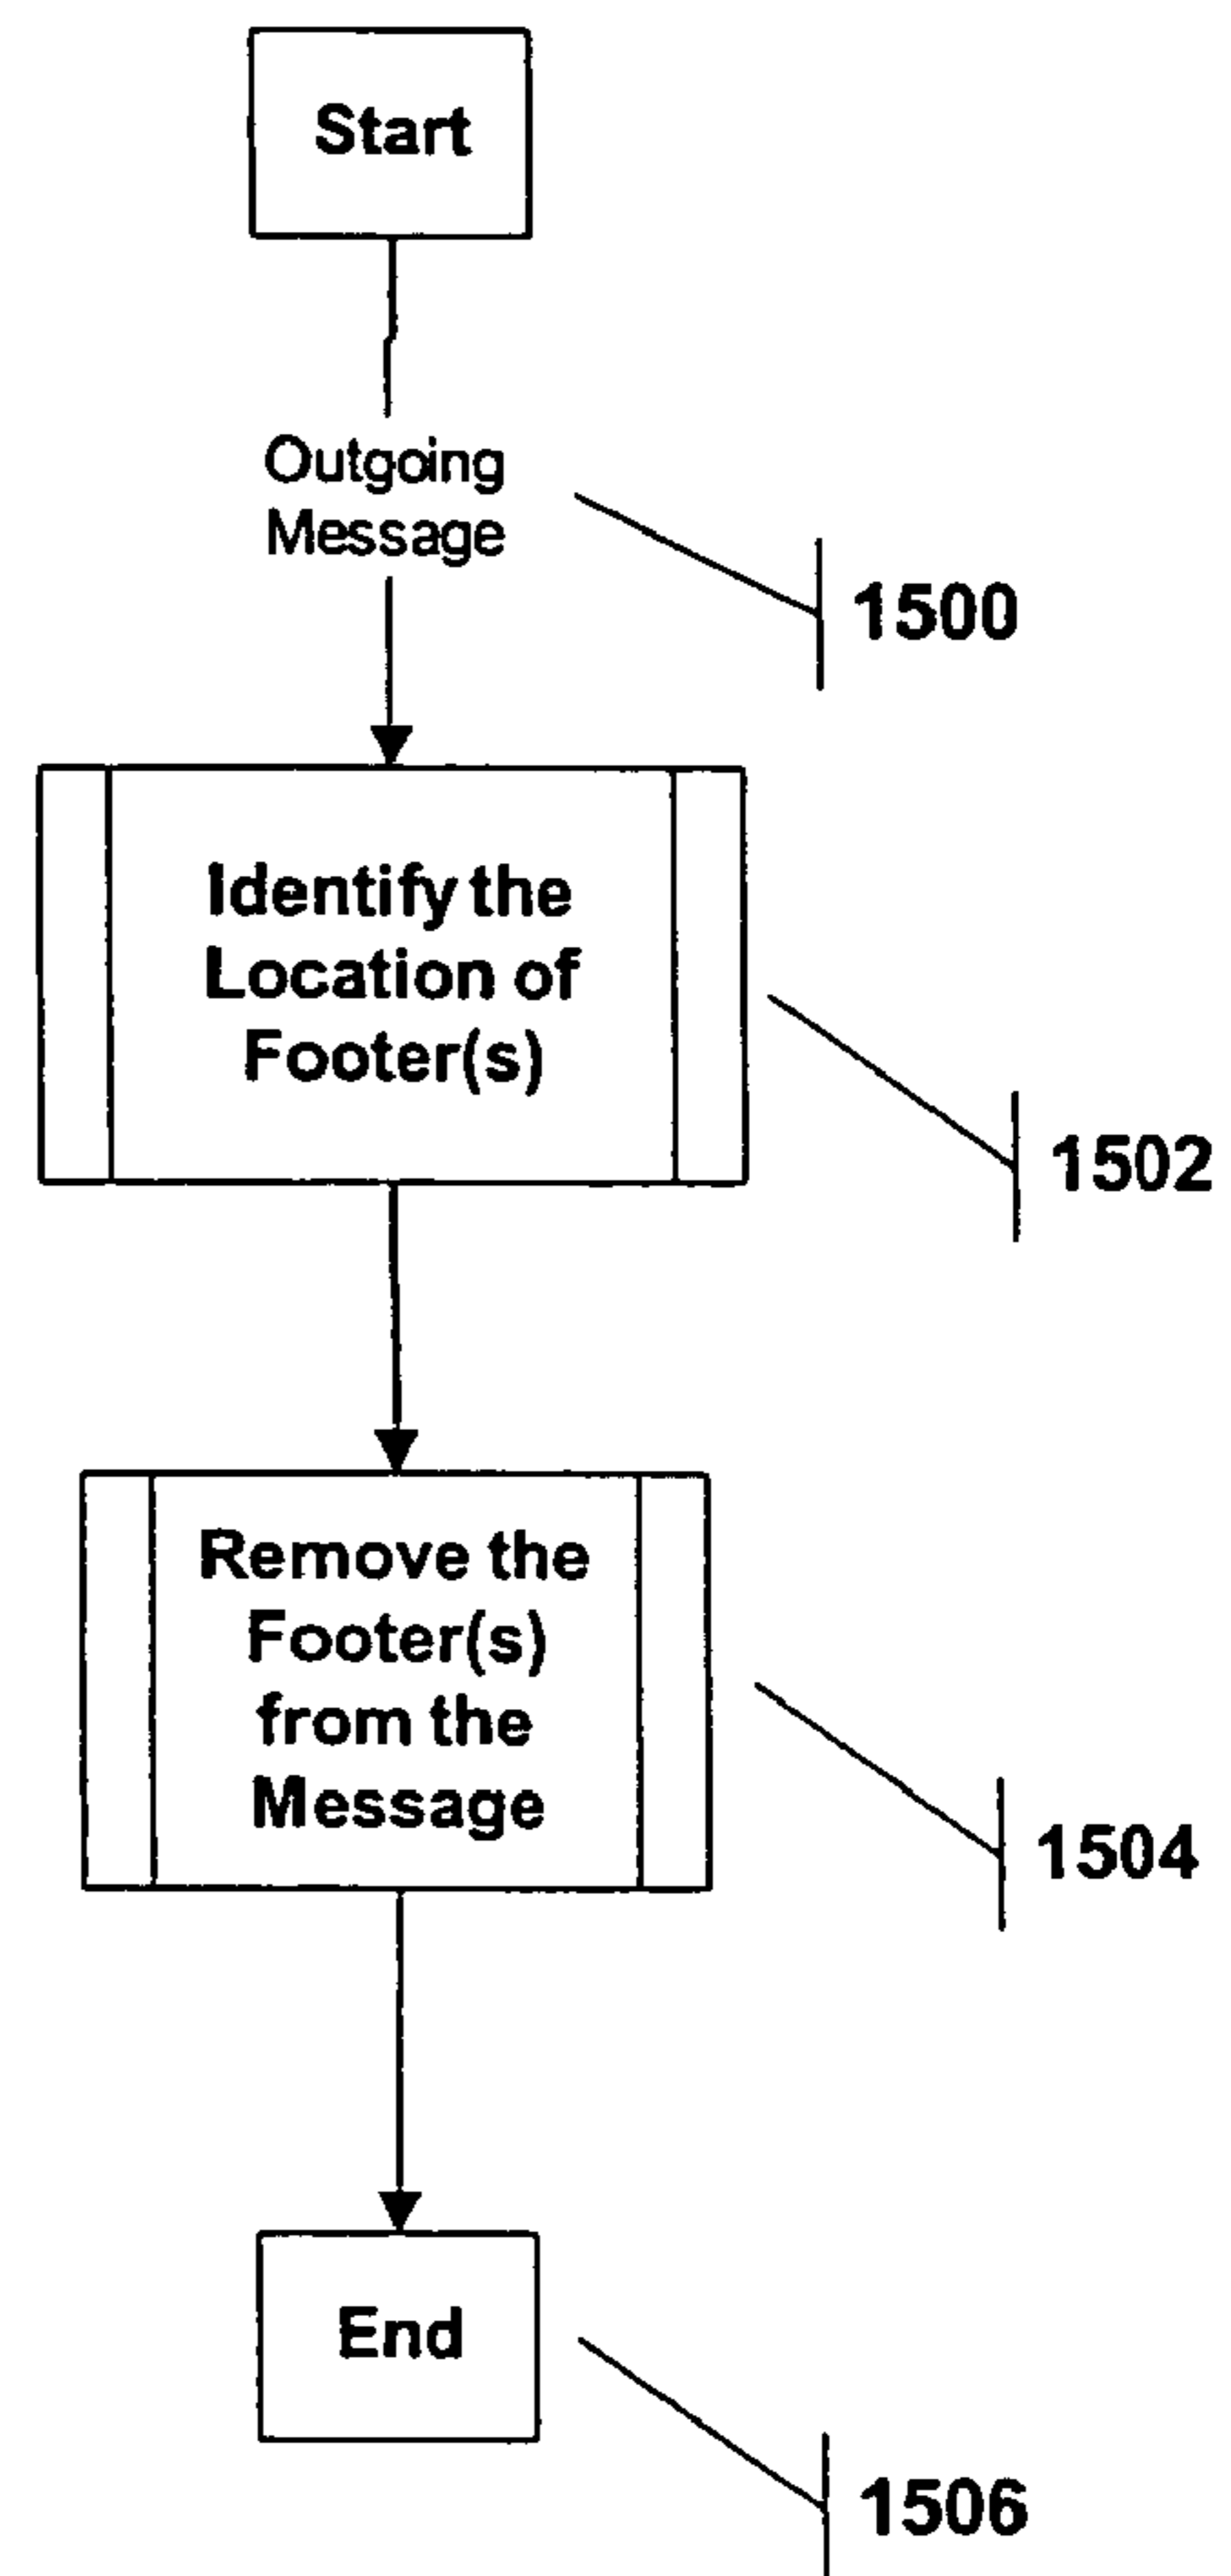 Start
Outgoing
Message
1500
Identify the
Location of
Footer(s)
1502
Remove the
Footer(s)
from the
Message
1504
End
1506